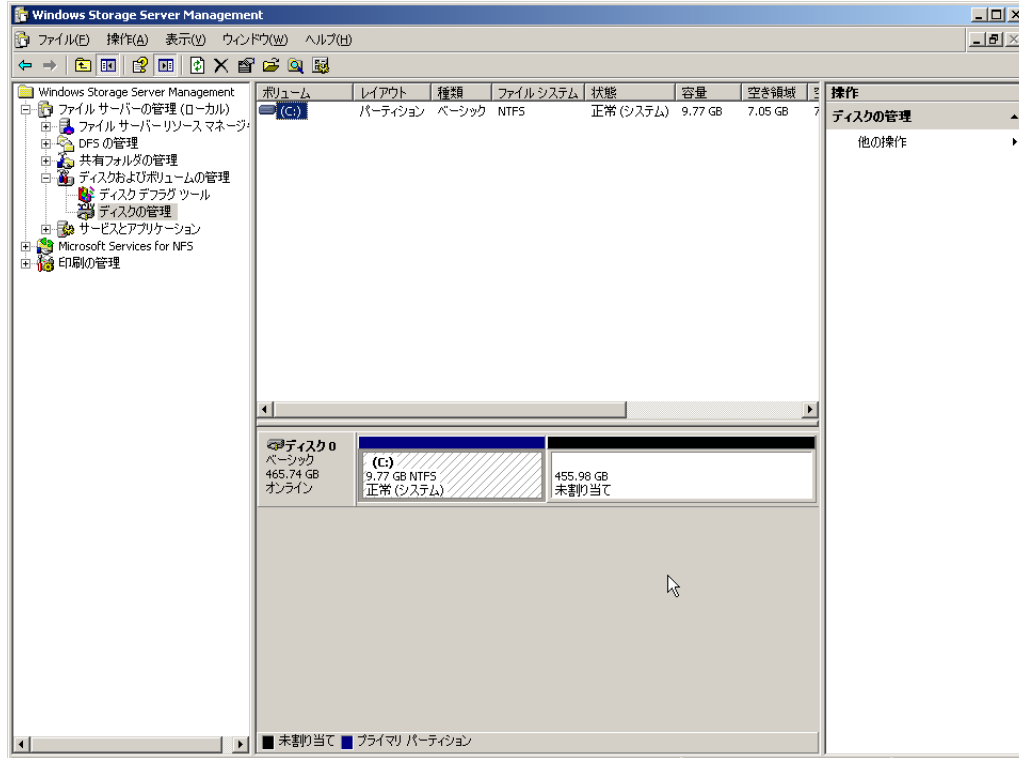 Windows Storage Server Management
ファイル(F) 操作(A) 表示(V) ウィンドウ(W) ヘルプ(H)
Windows Storage Server Management
ファイル サーバーの管理 (ローカル)
ファイル サーバー リソース マネージ
DFS の管理
共有フォルダの管理
ディスクおよびボリュームの管理
ディスク デフラグ ツール
ディスクの管理
サービスとアプリケーション
Microsoft Services for NFS
印刷の管理
ボリューム レイアウト 種類 ファイル システム 状態 容量 空き領域
(C:) パーティション ベーシック NTFS 正常 (システム) 9.77 GB 7.05 GB 7
ディスク 0
ベーシック
465.74 GB
オンライン
(C:)
9.77 GB NTFS
正常 (システム)
455.98 GB
未割り当て
未割り当て プライマリ パーティション
操作
ディスクの管理
他の操作